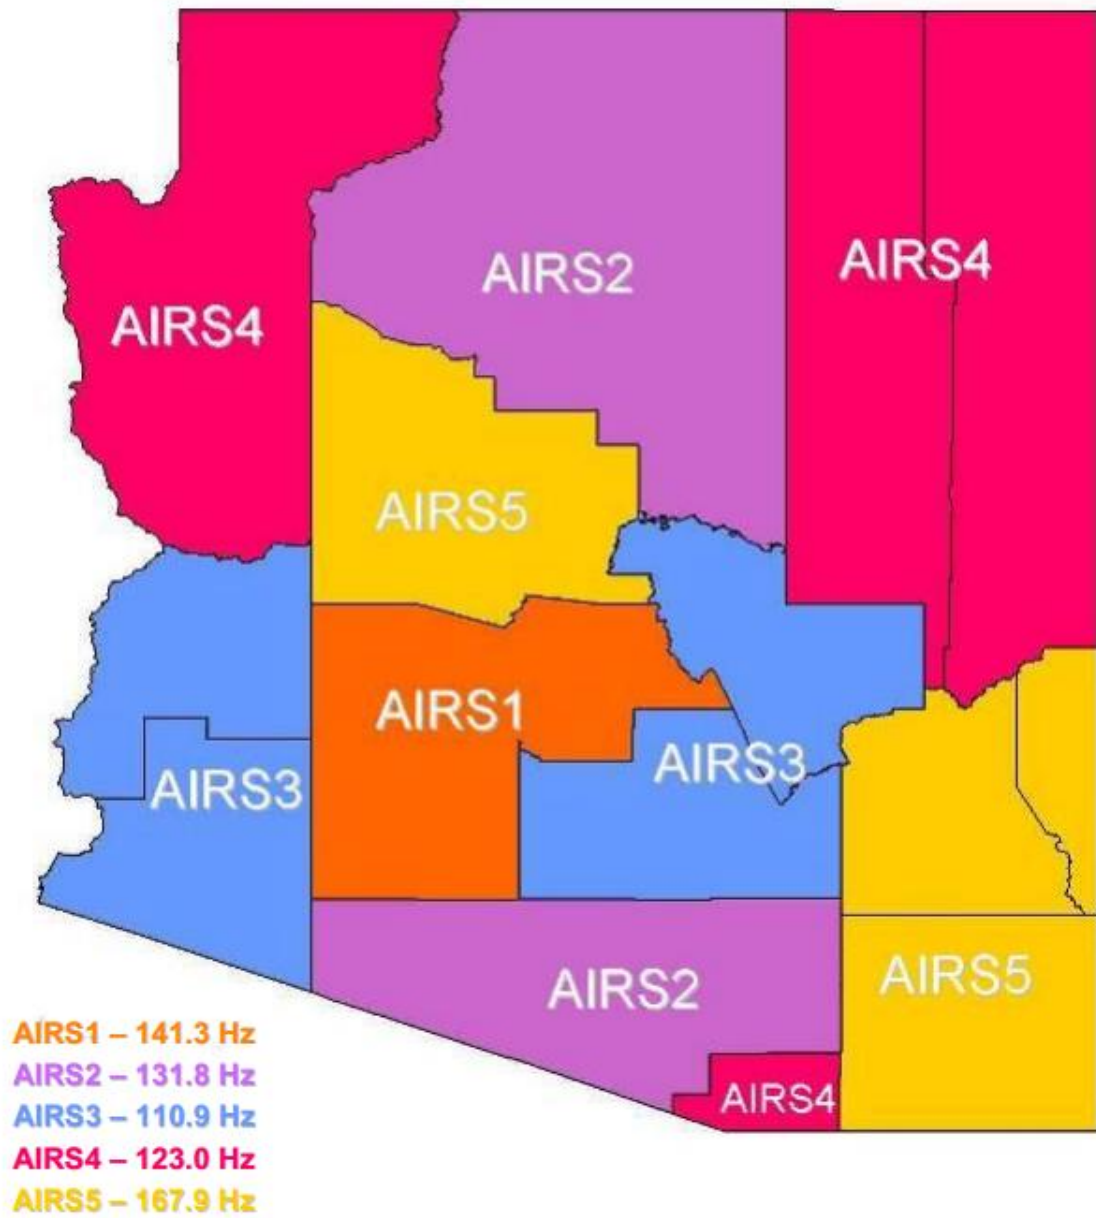 AIRS4
AIRS2
AIRS4
AIRS5
AIRS1
AIRS3
AIRS3
AIRS2
AIRS5
AIRS4
AIRS1 – 141.3 Hz
AIRS2 – 131.8 Hz
AIRS3 – 110.9 Hz
AIRS4 – 123.0 Hz
AIRS5 – 167.9 Hz